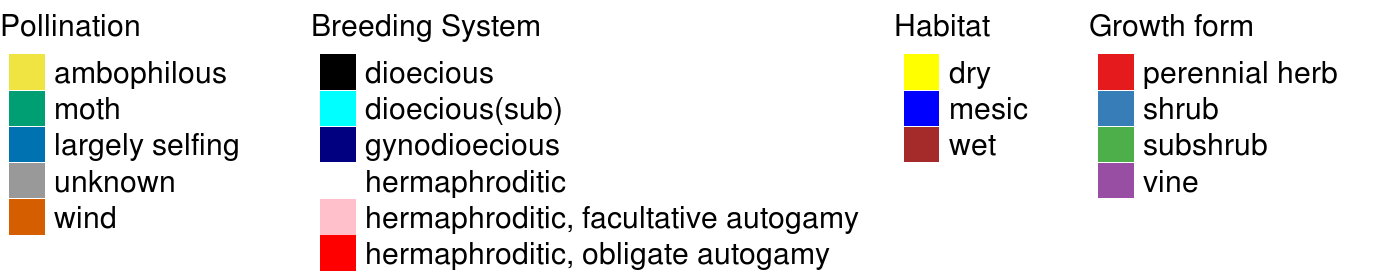 Pollination
ambophilous
moth
largely selfing
unknown
wind
Breeding System
dioecious
dioecious(sub)
gynodioecious
hermaphroditic
hermaphroditic, facultative autogamy
hermaphroditic, obligate autogamy
Habitat
dry
mesic
wet
Growth form
perennial herb
shrub
subshrub
vine